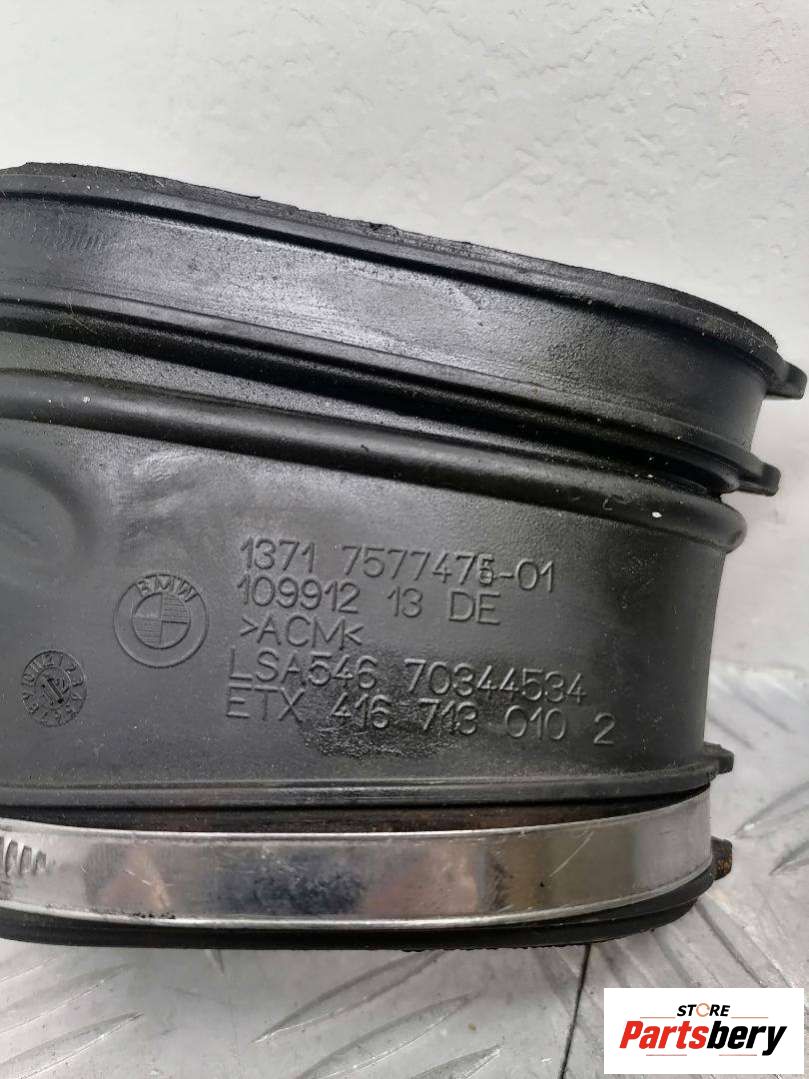 1371 7577475-01
109912 13 DE
BMW
>ACM<
LSA546 70344534
ETX 416 713 010 2
STORE
Partsbery